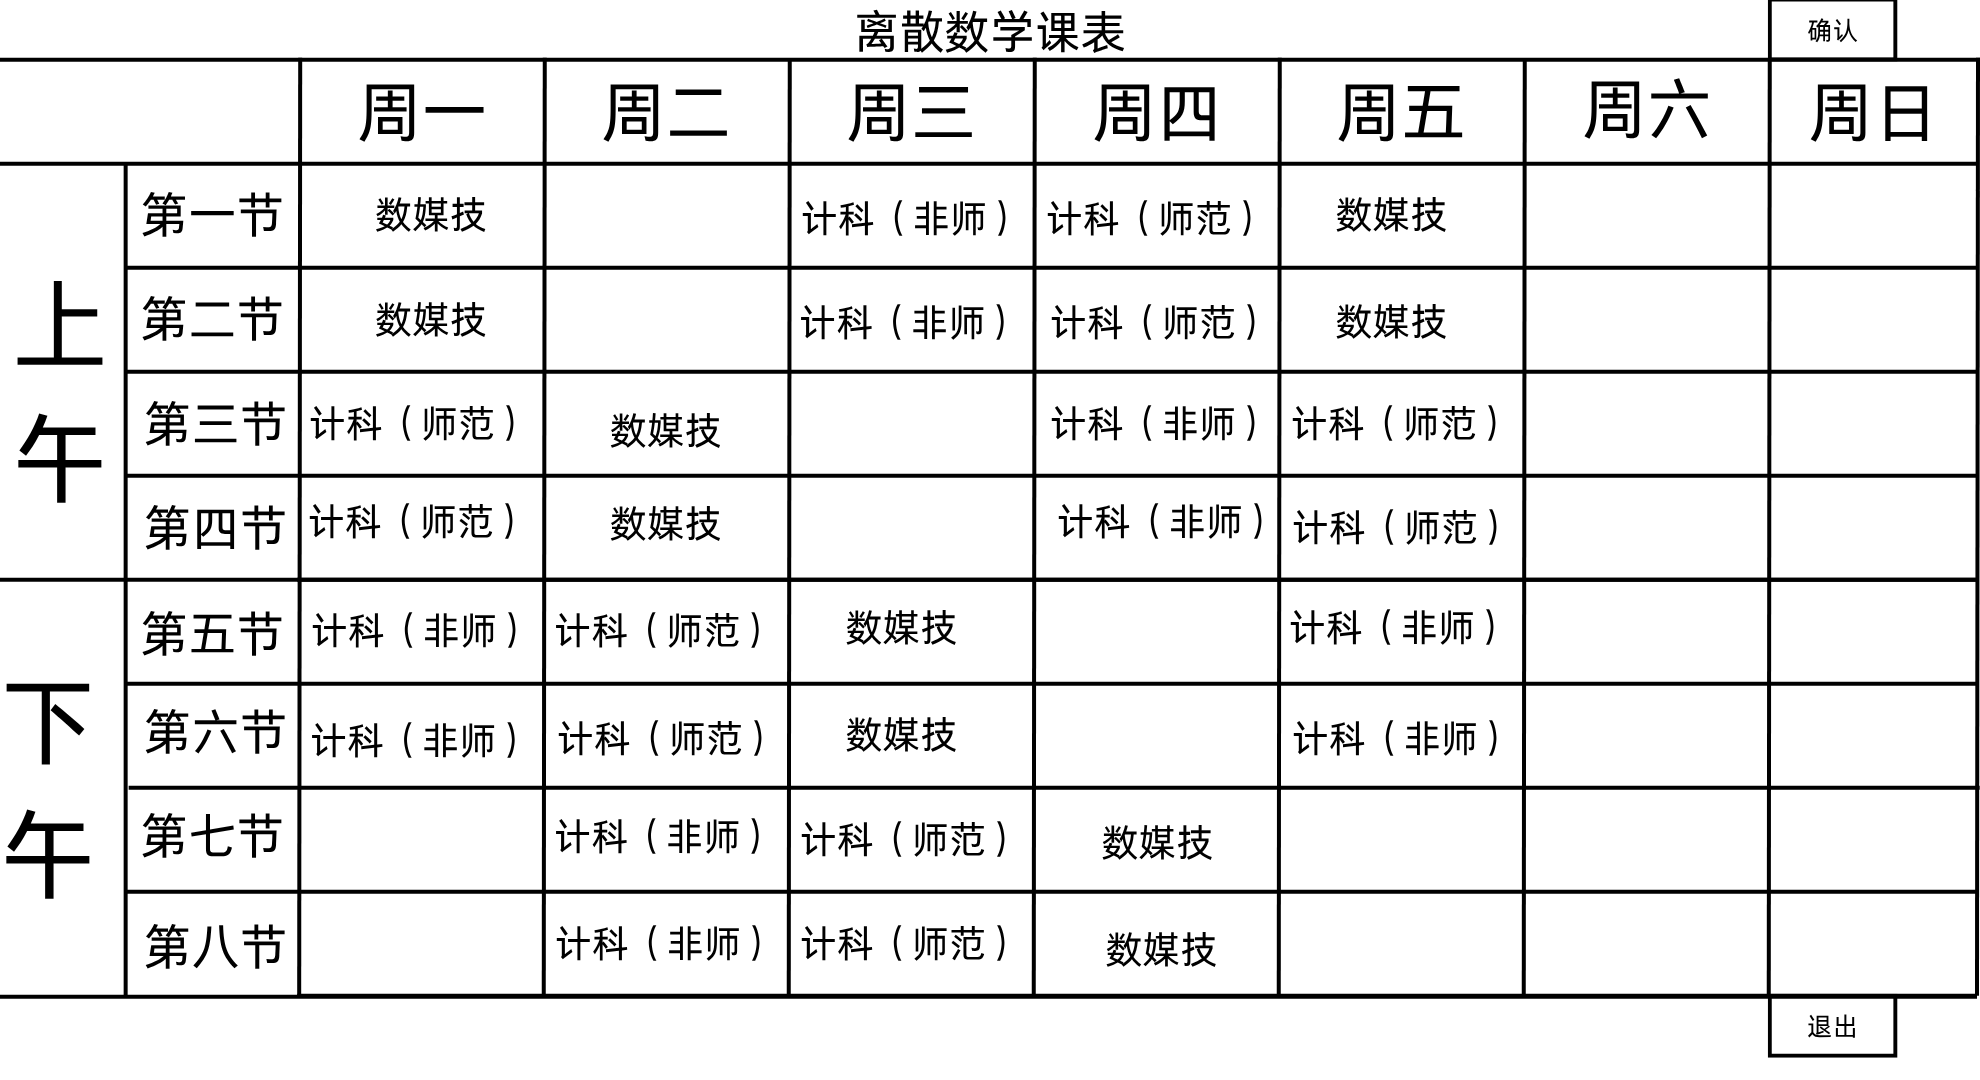 离散数学课表
确认
周一 周二 周三 周四 周五 周六 周日
上午
第一节 数媒技 计科（非师） 计科（师范） 数媒技
第二节 数媒技 计科（非师） 计科（师范） 数媒技
第三节 计科（师范） 数媒技 计科（非师） 计科（师范）
第四节 计科（师范） 数媒技 计科（非师） 计科（师范）
下午
第五节 计科（非师） 计科（师范） 数媒技 计科（非师）
第六节 计科（非师） 计科（师范） 数媒技 计科（非师）
第七节 计科（非师） 计科（师范） 数媒技
第八节 计科（非师） 计科（师范） 数媒技
退出